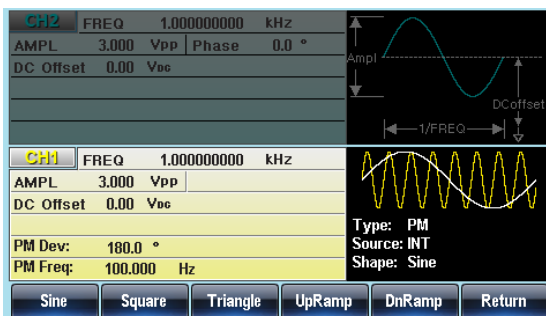 CH2 FREQ 1.000000000 kHz
AMPL 3.000 Vpp Phase 0.0 °
DC Offset 0.00 VDC
Ampl
DCoffset
1/FREQ
CH1 FREQ 1.000000000 kHz
AMPL 3.000 Vpp
DC Offset 0.00 VDC
PM Dev: 180.0 °
PM Freq: 100.000 Hz
Type: PM
Source: INT
Shape: Sine
Sine Square Triangle UpRamp DnRamp Return